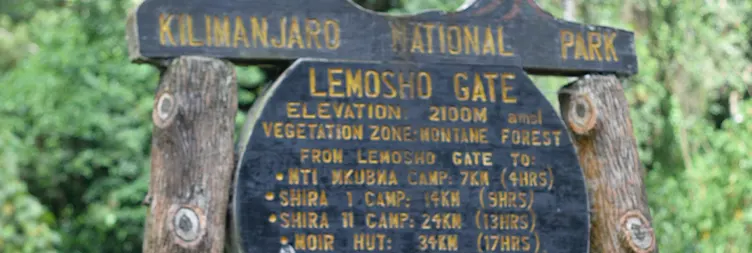 KILIMANJARO NATIONAL PARK
LEMOSHO GATE
ELEVATION: 2100M amsl
VEGETATION ZONE: MONTANE FOREST
FROM LEMOSHO GATE TO:
• MTI MKUBWA CAMP: 7KM (4HRS)
• SHIRA 1 CAMP: 14KM (9HRS)
• SHIRA 11 CAMP: 24KM (13HRS)
• MOIR HUT: 34KM (17HRS)